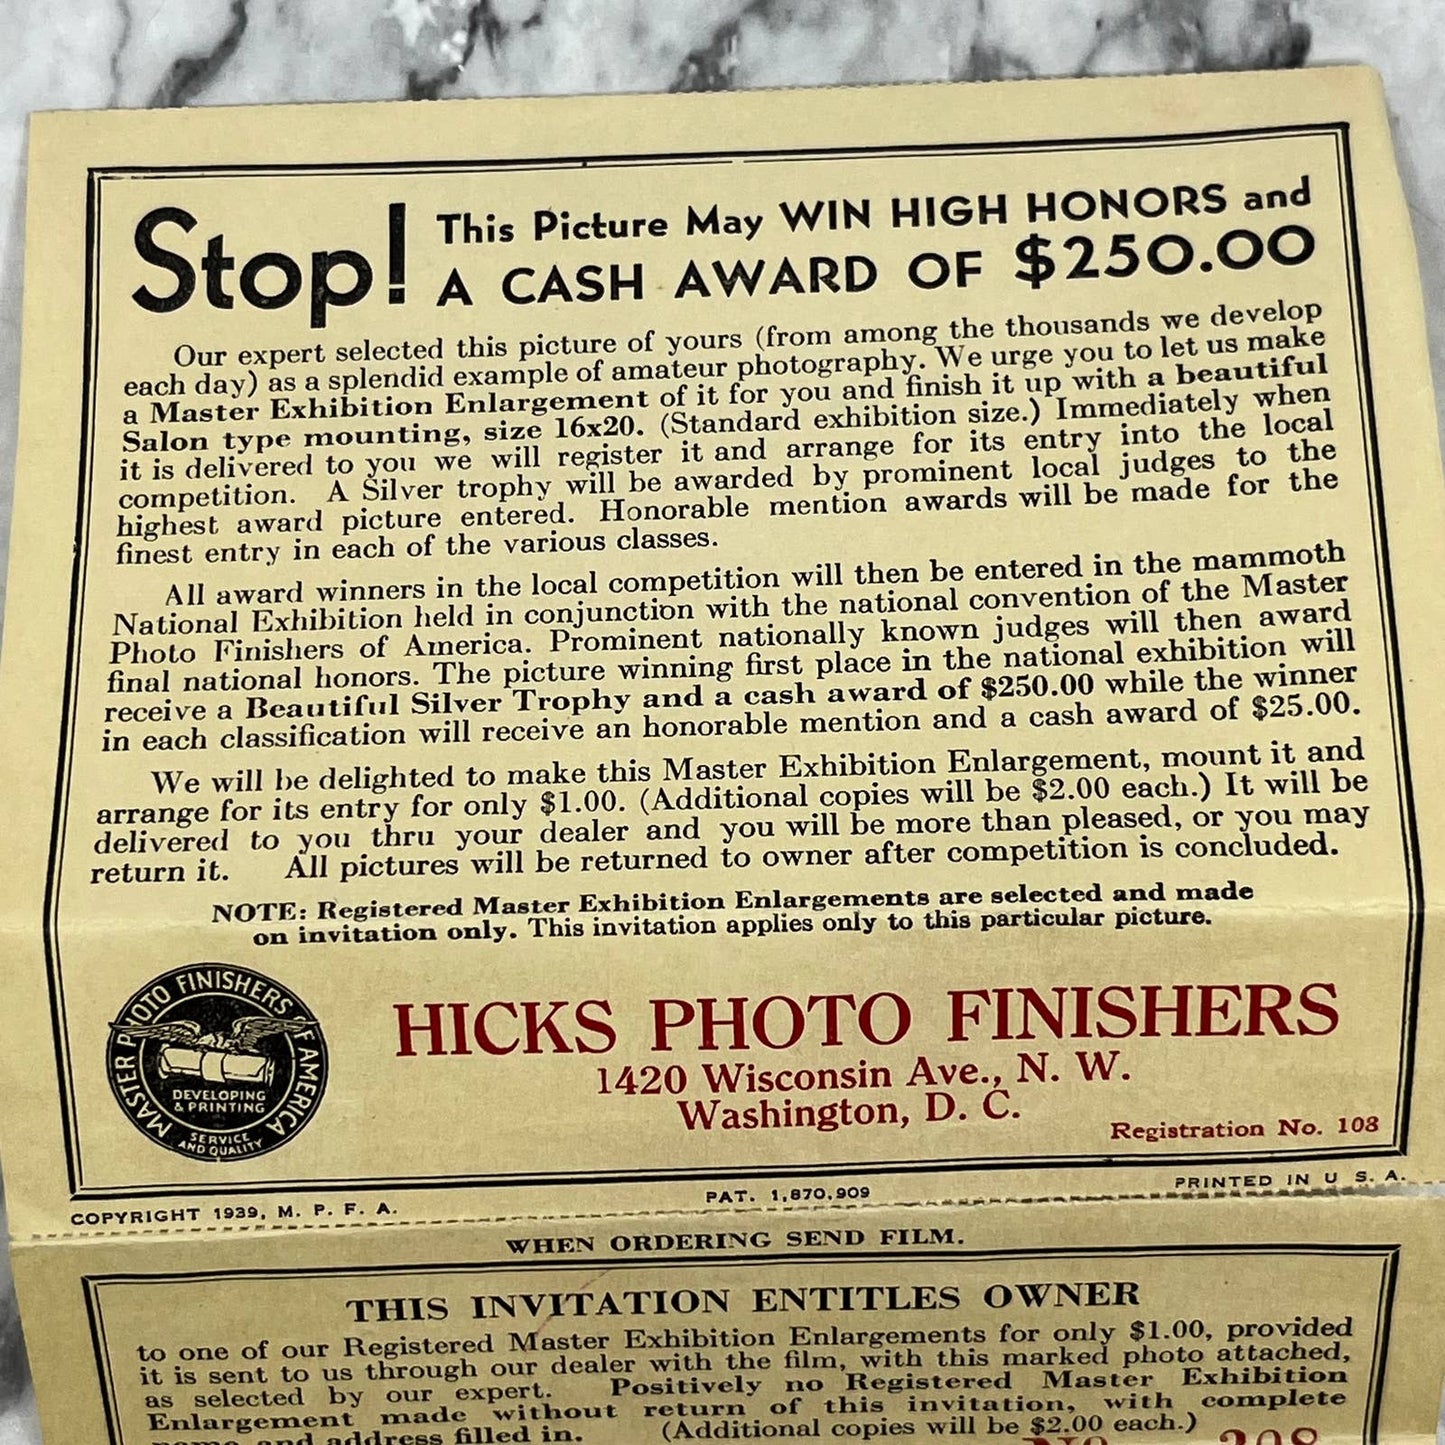 Stop! This Picture May WIN HIGH HONORS and
A CASH AWARD OF $250.00
Our expert selected this picture of yours (from among the thousands we develop
each day) as a splendid example of amateur photography. We urge you to let us make
a Master Exhibition Enlargement of it for you and finish it up with a beautiful
Salon type mounting, size 16x20. (Standard exhibition size.) Immediately when
it is delivered to you we will register it and arrange for its entry into the local
competition. A Silver trophy will be awarded by prominent local judges to the
highest award picture entered. Honorable mention awards will be made for the
finest entry in each of the various classes.
All award winners in the local competition will then be entered in the mammoth
National Exhibition held in conjunction with the national convention of the Master
Photo Finishers of America. Prominent nationally known judges will then award
final national honors. The picture winning first place in the national exhibition will
receive a Beautiful Silver Trophy and a cash award of $250.00 while the winner
in each classification will receive an honorable mention and a cash award of $25.00.
We will be delighted to make this Master Exhibition Enlargement, mount it and
arrange for its entry for only $1.00. (Additional copies will be $2.00 each.) It will be
delivered to you thru your dealer and you will be more than pleased, or you may
return it. All pictures will be returned to owner after competition is concluded.
NOTE: Registered Master Exhibition Enlargements are selected and made
on invitation only. This invitation applies only to this particular picture.
MASTER PHOTO FINISHERS OF AMERICA
DEVELOPING
& PRINTING
SERVICE
AND QUALITY
HICKS PHOTO FINISHERS
1420 Wisconsin Ave., N. W.
Washington, D. C.
Registration No. 108
COPYRIGHT 1939, M. P. F. A.
PAT. 1,870,909
PRINTED IN U S. A.
WHEN ORDERING SEND FILM.
THIS INVITATION ENTITLES OWNER
to one of our Registered Master Exhibition Enlargements for only $1.00, provided
it is sent to us through our dealer with the film, with this marked photo attached,
as selected by our expert. Positively no Registered Master Exhibition
Enlargement made without return of this invitation, with complete
name and address filled in. (Additional copies will be $2.00 each.)
No 308